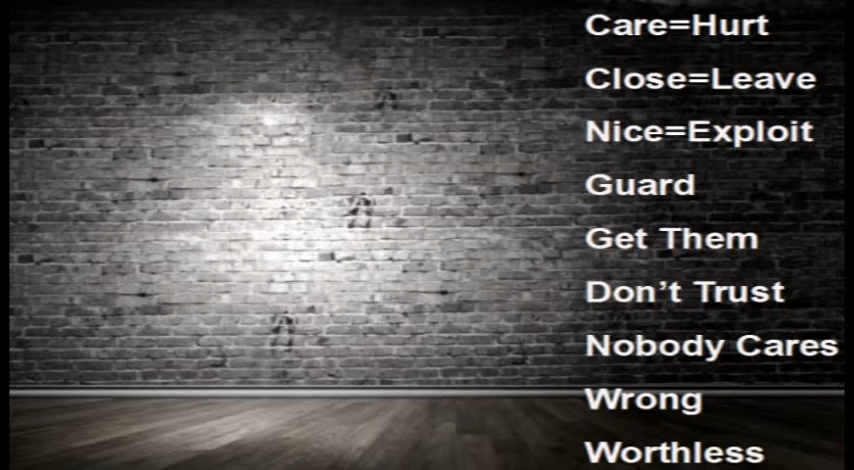 Care=Hurt
Close=Leave
Nice=Exploit
Guard
Get Them
Don’t Trust
Nobody Cares
Wrong
Worthless